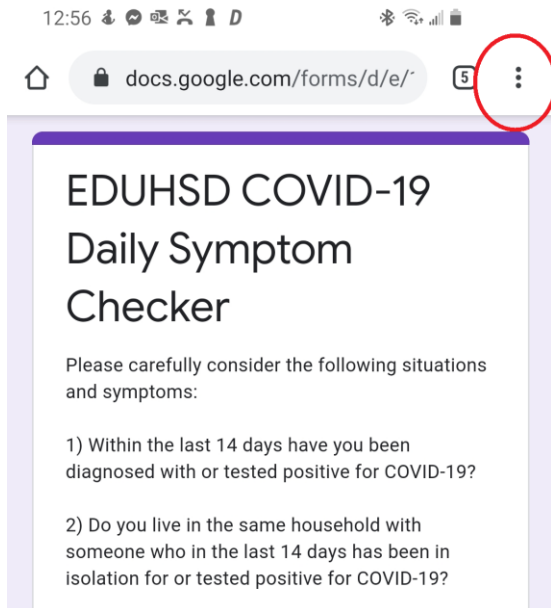 12:56 D
docs.google.com/forms/d/e/ 5
EDUHSD COVID-19
Daily Symptom
Checker
Please carefully consider the following situations
and symptoms:
1) Within the last 14 days have you been
diagnosed with or tested positive for COVID-19?
2) Do you live in the same household with
someone who in the last 14 days has been in
isolation for or tested positive for COVID-19?